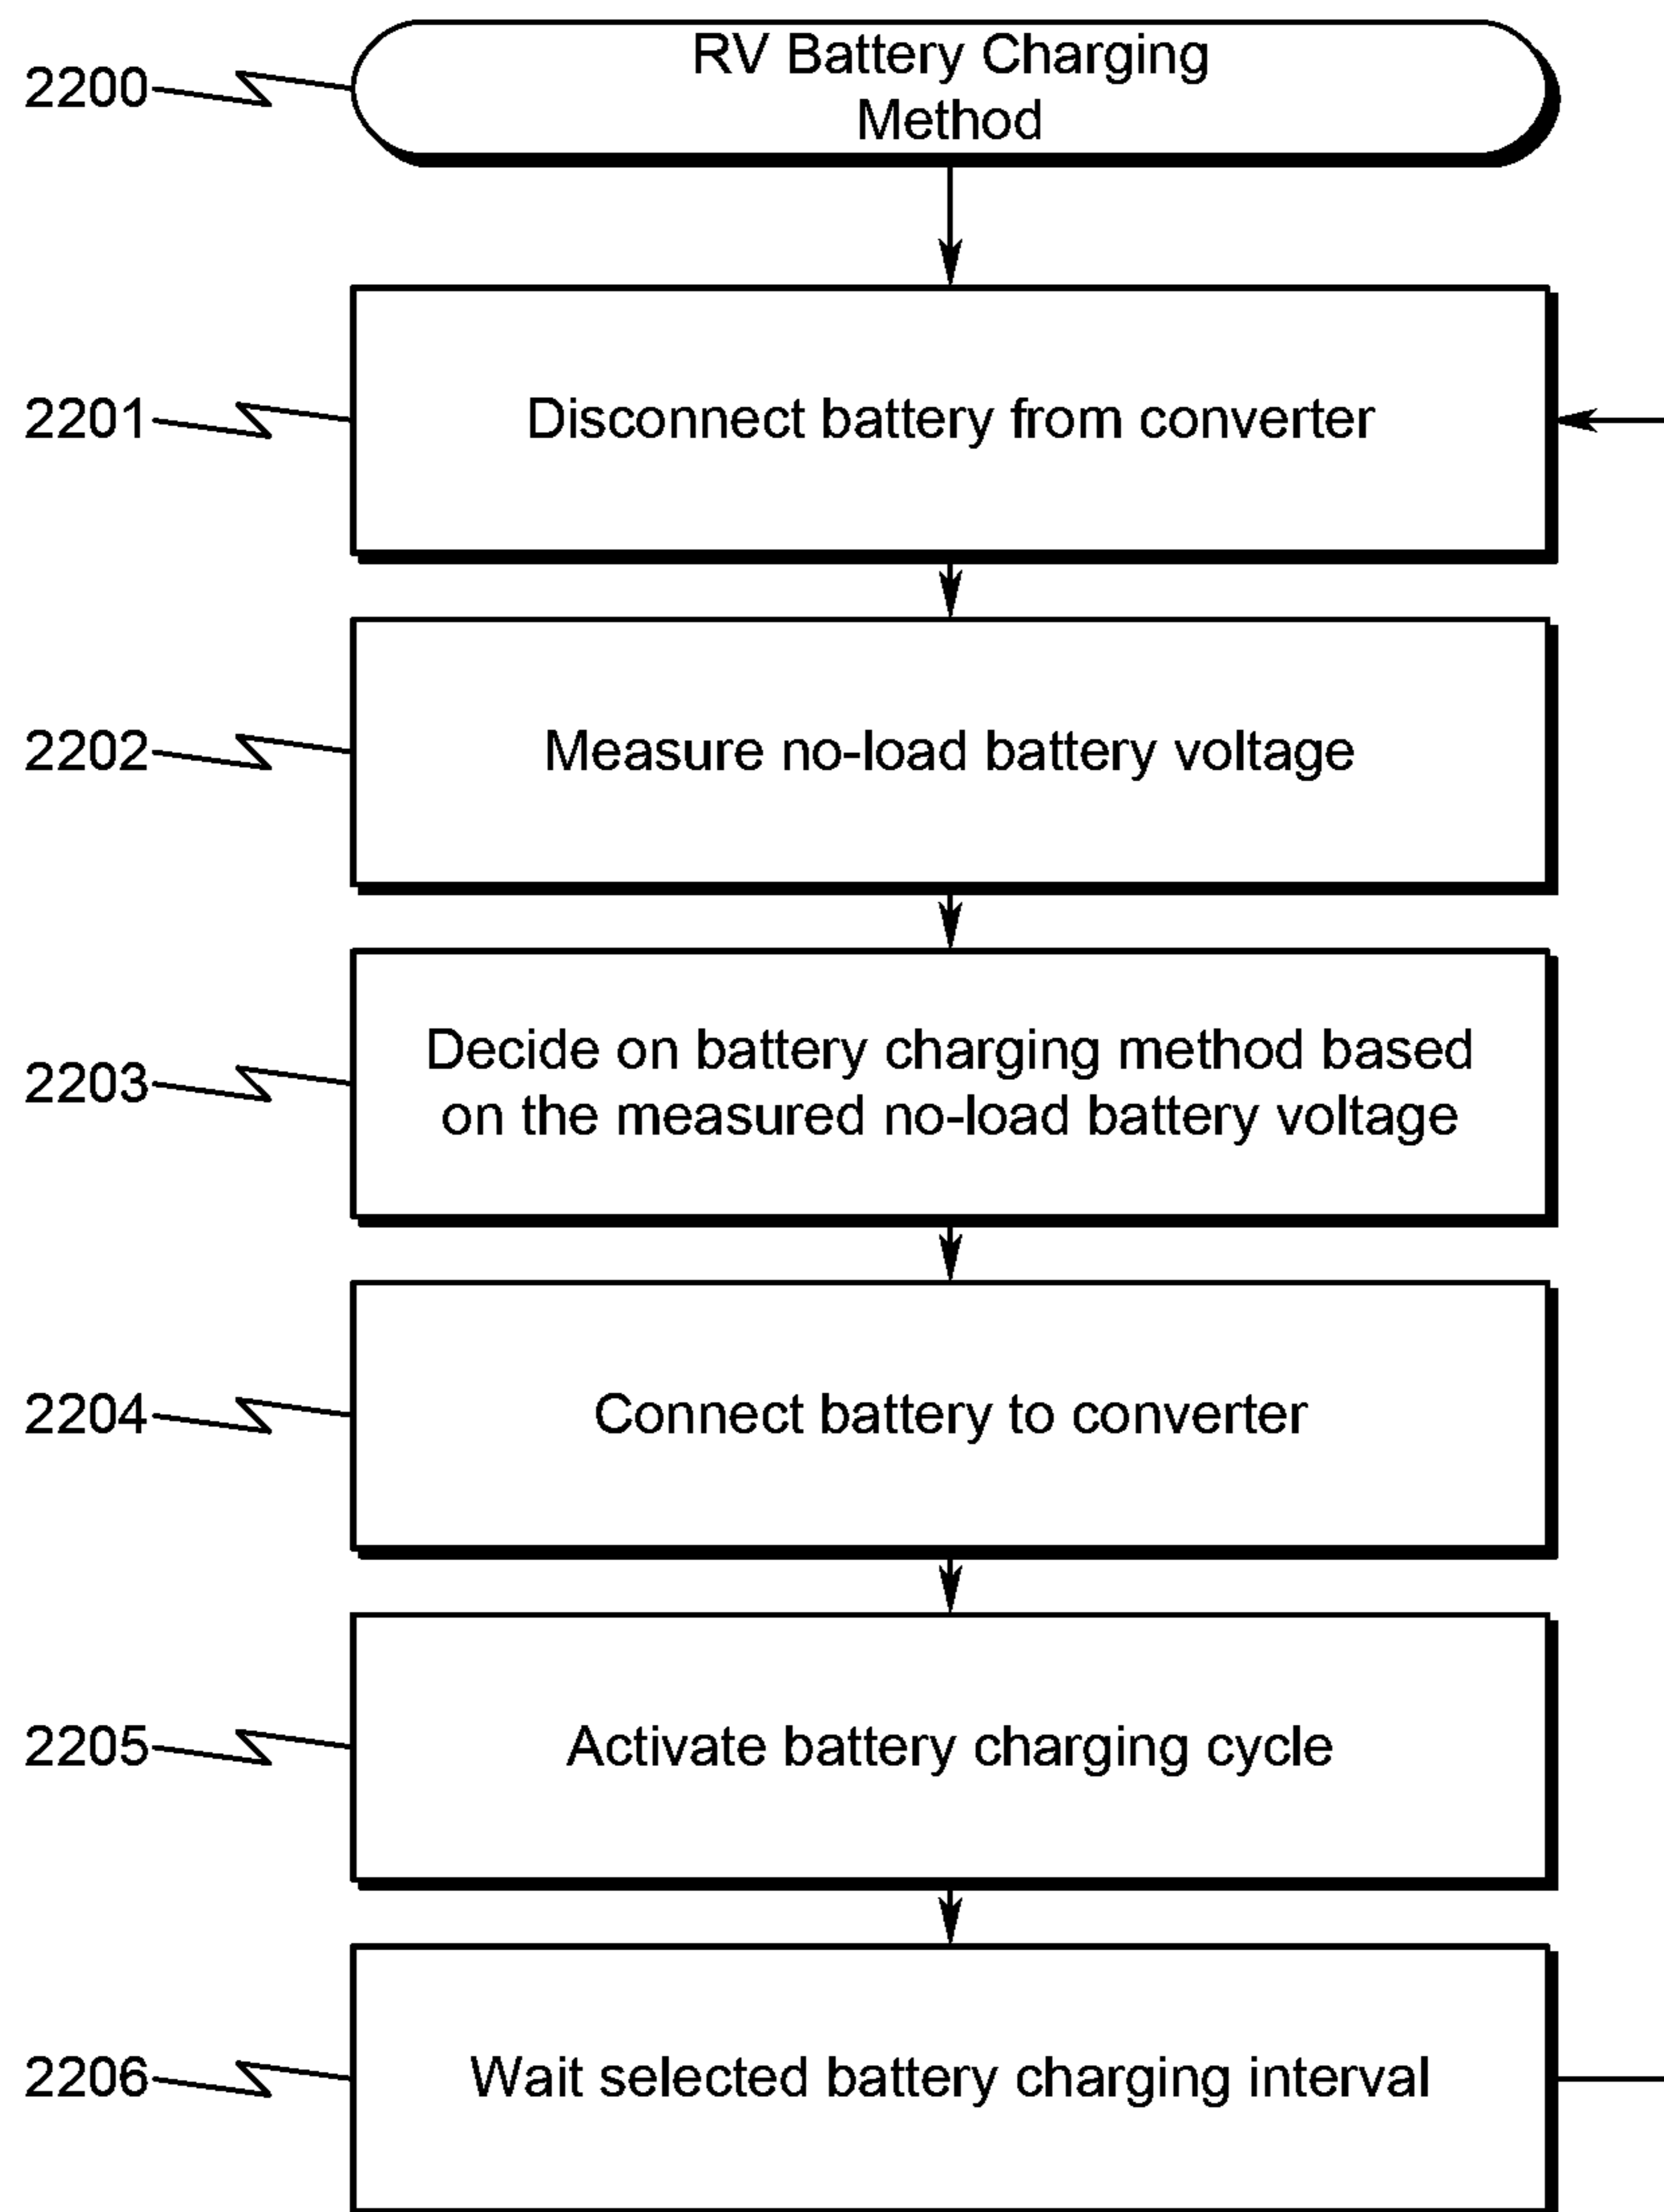 2200
RV Battery Charging
Method
2201
Disconnect battery from converter
2202
Measure no-load battery voltage
2203
Decide on battery charging method based
on the measured no-load battery voltage
2204
Connect battery to converter
2205
Activate battery charging cycle
2206
Wait selected battery charging interval